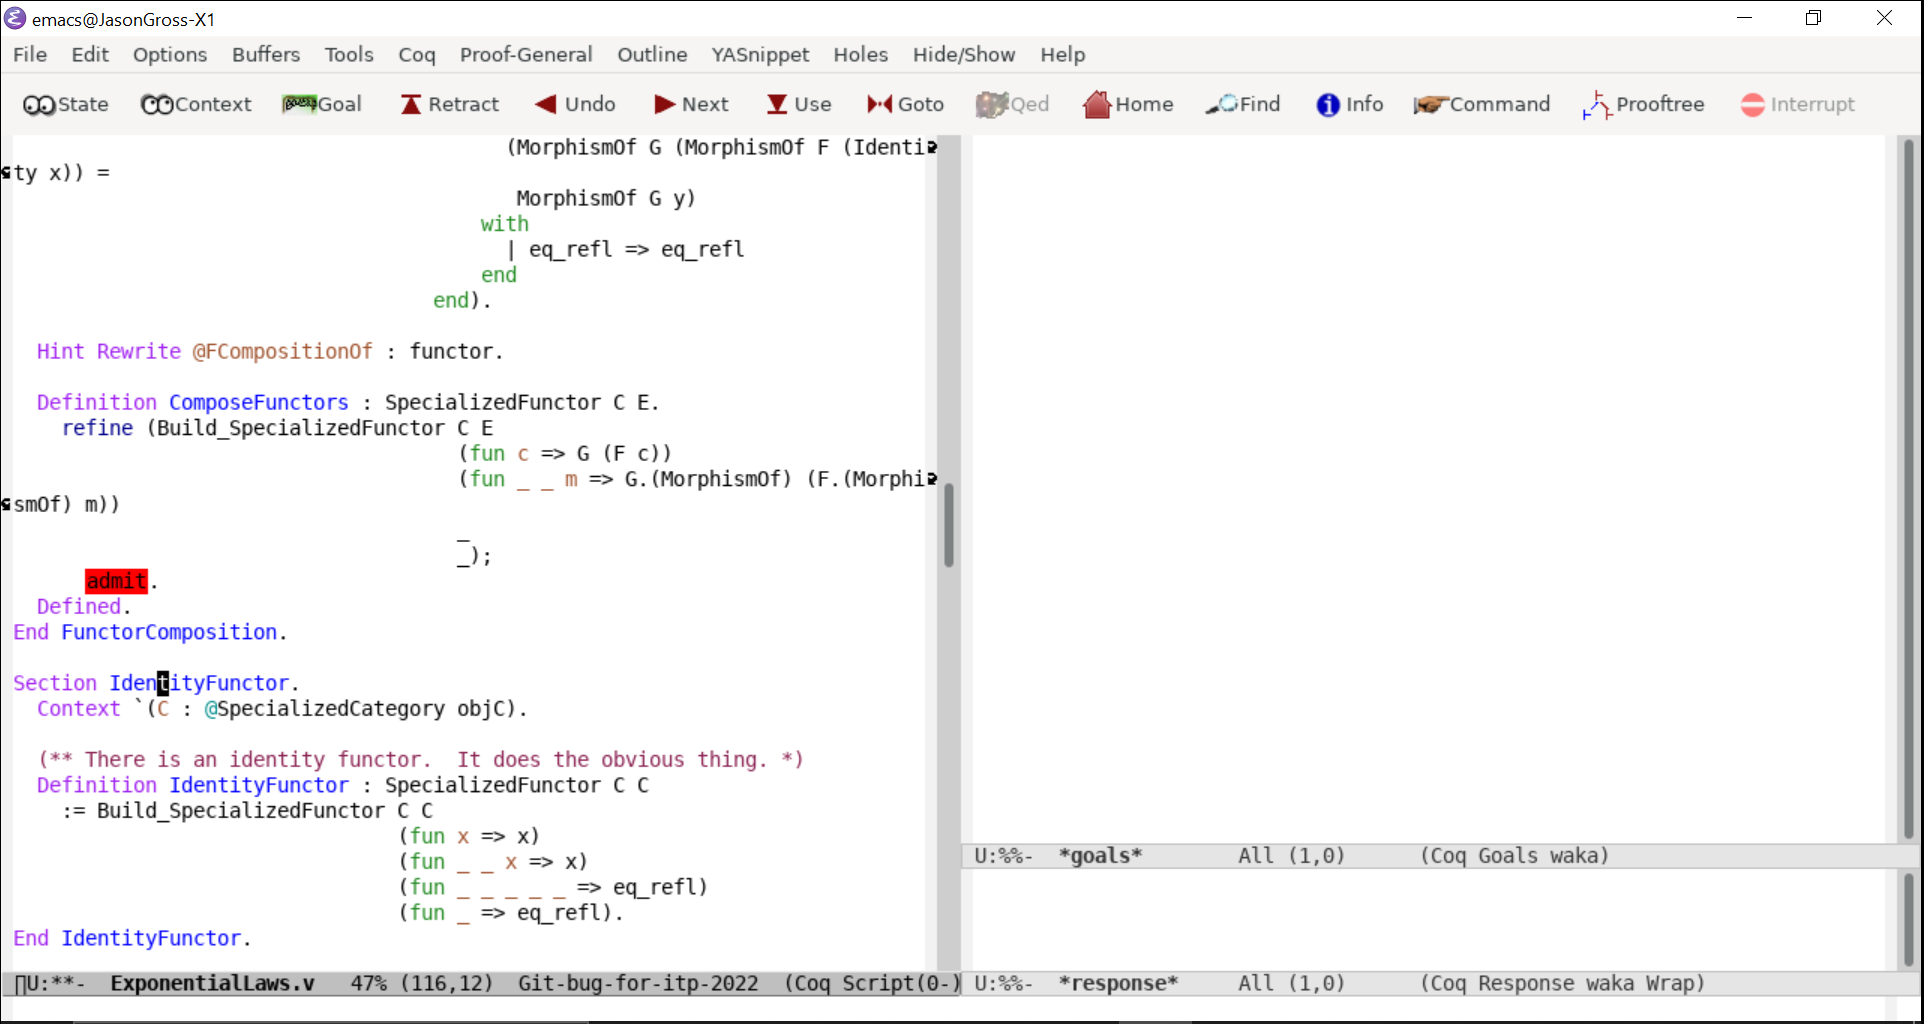 emacs@JasonGross-X1
File Edit Options Buffers Tools Coq Proof-General Outline YASnippet Holes Hide/Show Help
State Context Goal Retract Undo Next Use Goto Qed Home Find Info Command Prooftree Interrupt
(MorphismOf G (MorphismOf F (Identi
ty x)) =
MorphismOf G y)
with
| eq_refl => eq_refl
end
end).
Hint Rewrite @FCompositionOf : functor.
Definition ComposeFunctors : SpecializedFunctor C E.
refine (Build_SpecializedFunctor C E
(fun c => G (F c))
(fun _ _ m => G.(MorphismOf) (F.(Morphi
smOf) m))
_
_);
admit.
Defined.
End FunctorComposition.
Section IdentityFunctor.
Context `(C : @SpecializedCategory objC).
(** There is an identity functor.  It does the obvious thing. *)
Definition IdentityFunctor : SpecializedFunctor C C
:= Build_SpecializedFunctor C C
(fun x => x)
(fun _ _ x => x)
(fun _ _ _ _ _ => eq_refl)
(fun _ => eq_refl).
End IdentityFunctor.
U:**-  ExponentialLaws.v   47% (116,12)  Git-bug-for-itp-2022  (Coq Script(0-)
U:%%-  *goals*        All (1,0)      (Coq Goals waka)
U:%%-  *response*     All (1,0)      (Coq Response waka Wrap)